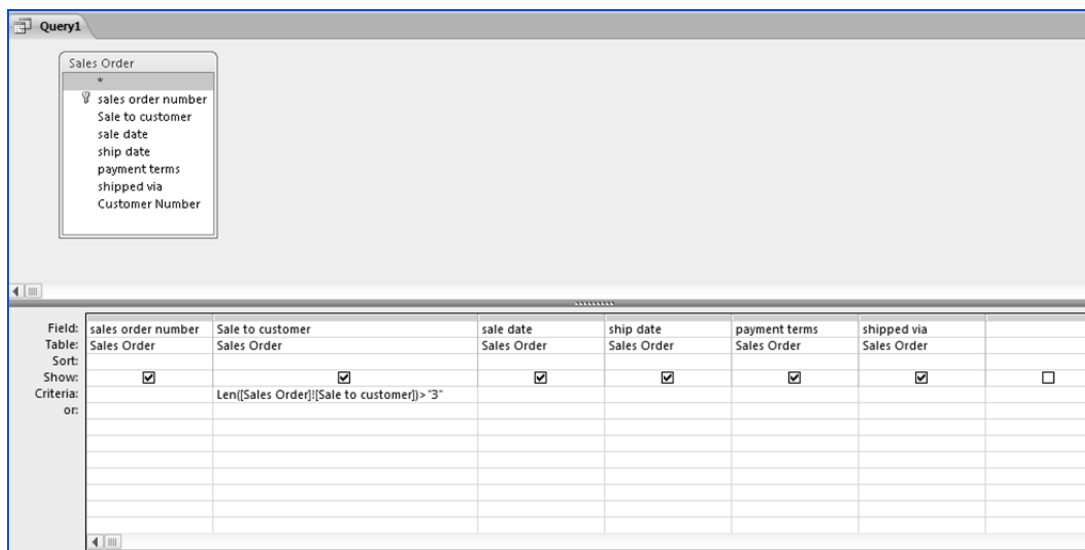 Query1
Sales Order
*
sales order number
Sale to customer
sale date
ship date
payment terms
shipped via
Customer Number
Field: sales order number Sale to customer sale date ship date payment terms shipped via
Table: Sales Order Sales Order Sales Order Sales Order Sales Order Sales Order
Sort:
Show:
Criteria: Len([Sales Order]![Sale to customer])>"3"
or: